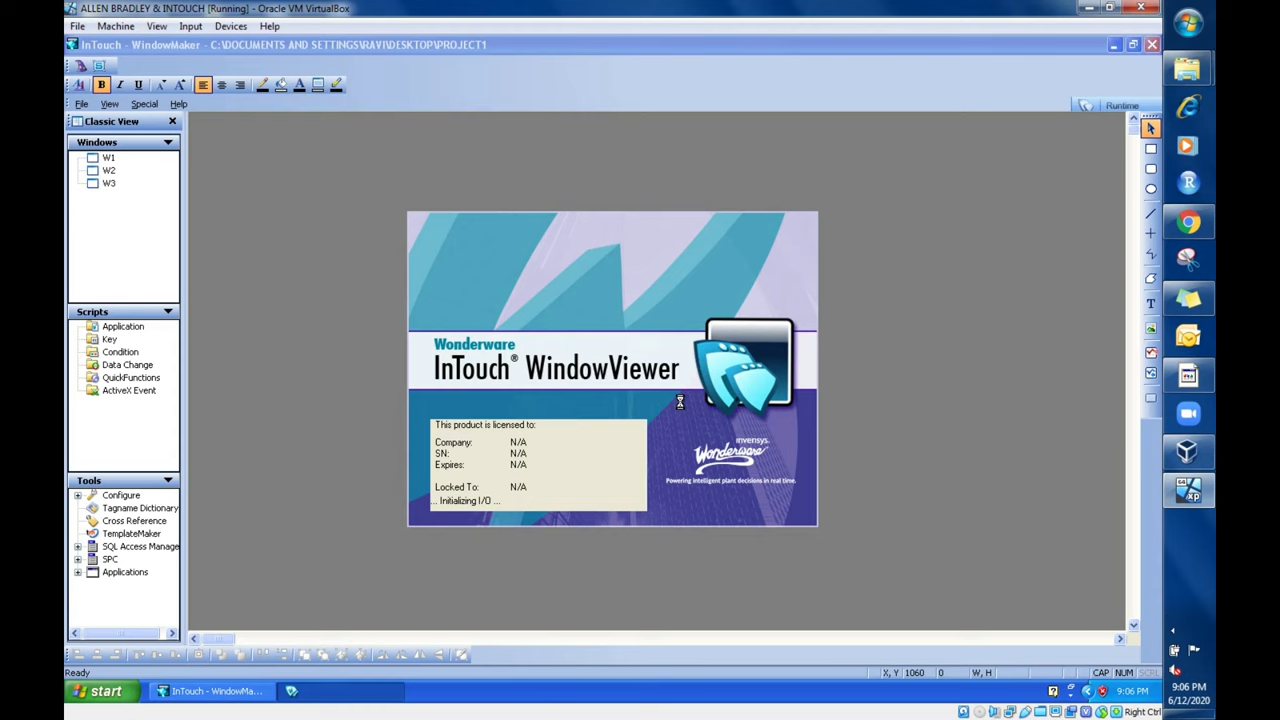 ALLEN BRADLEY & INTOUCH [Running] - Oracle VM VirtualBox
File Machine View Input Devices Help
InTouch - WindowMaker - C:\DOCUMENTS AND SETTINGS\RAVI\DESKTOP\PROJECT1
B I U A A A
File View Special Help
Runtime
Classic View
Windows
W1
W2
W3
Scripts
Application
Key
Condition
Data Change
QuickFunctions
ActiveX Event
Tools
Configure
Tagname Dictionary
Cross Reference
TemplateMaker
SQL Access Manage
SPC
Applications
Wonderware
InTouch® WindowViewer
This product is licensed to:
Company: N/A
SN: N/A
Expires: N/A
Locked To: N/A
... Initializing I/O ...
invensys.
Wonderware
Powering intelligent plant decisions in real time.
T
R
64
xp
Ready
X, Y 1060 0 W, H CAP NUM SCRL
start
InTouch - WindowMa...
9:06 PM
Right Ctrl
9:06 PM
6/12/2020